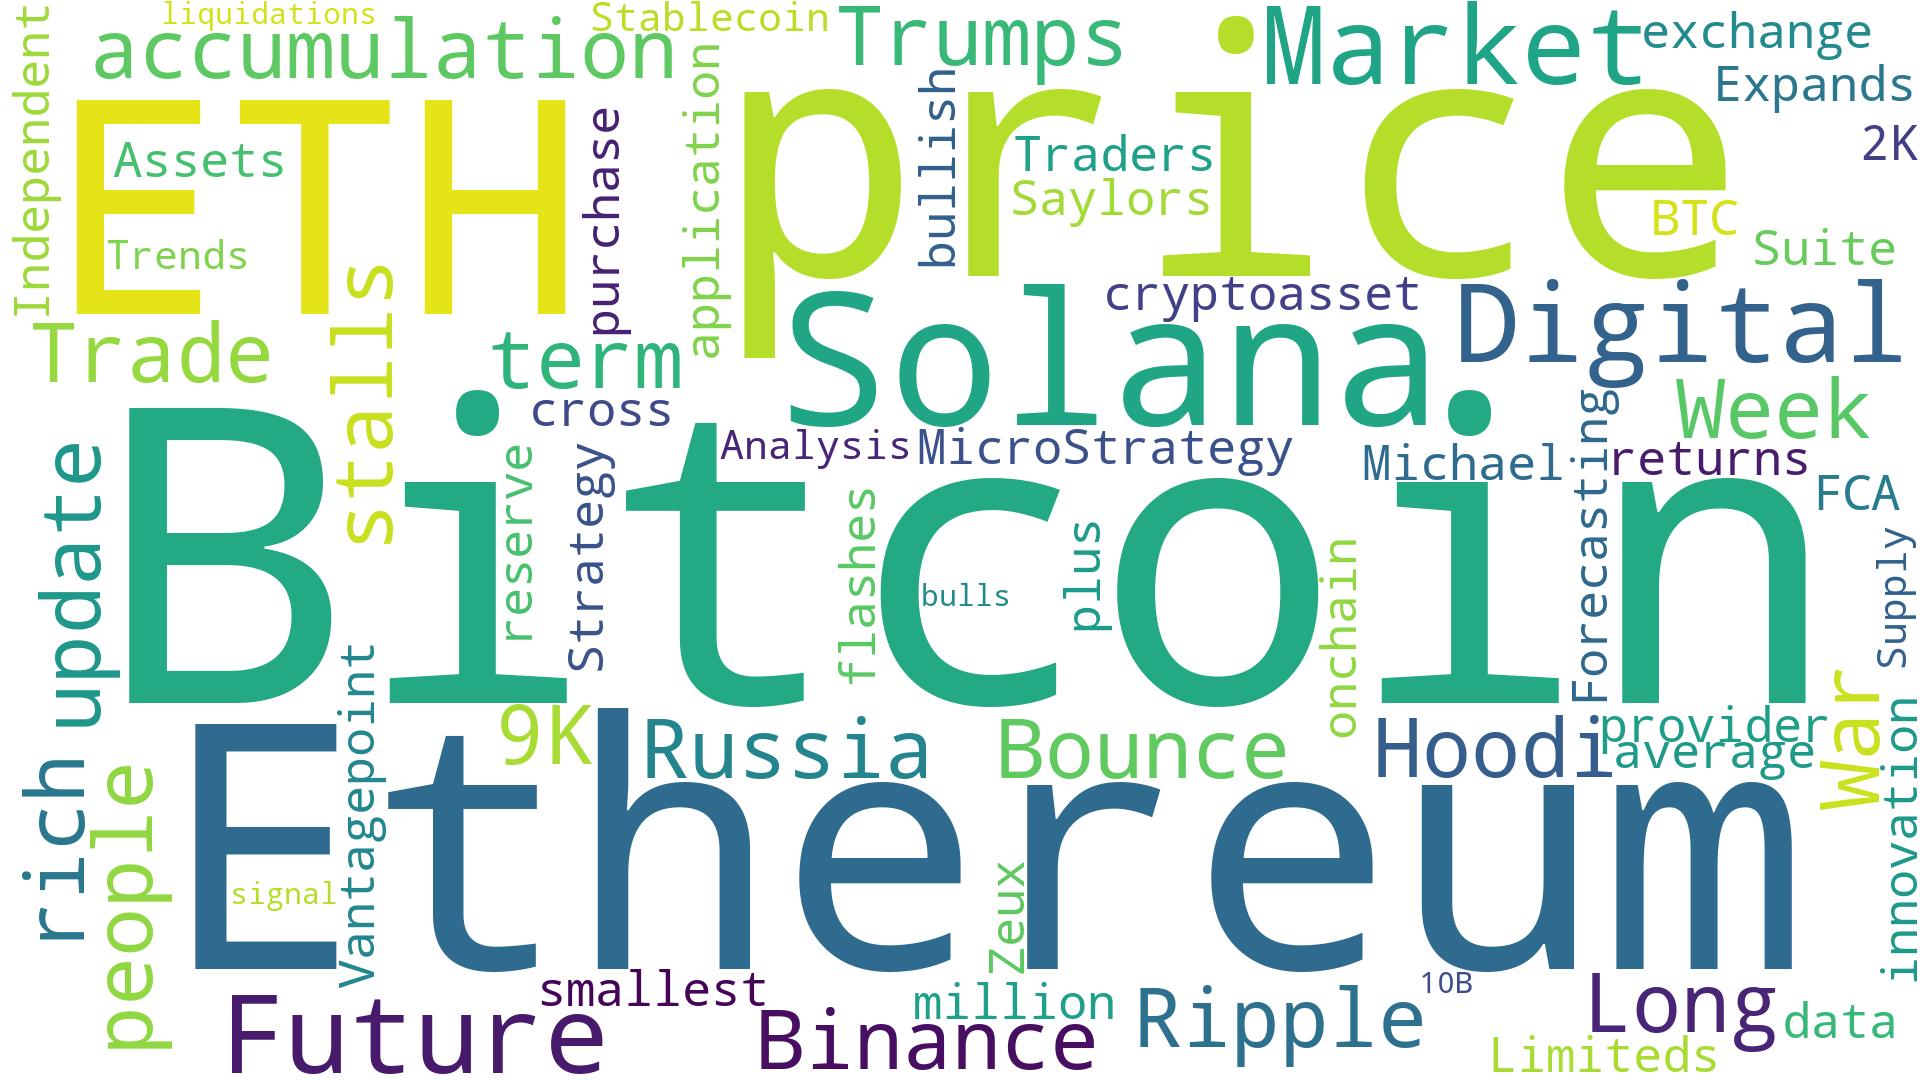 liquidations
Stablecoin
accumulation
Trumps
Market
exchange
Expands
2K
Independent
ETH
Assets
Trends
purchase
application
bullish
price
Traders
Saylors
BTC
Suite
Trade
stalls
term
cross
Solana
cryptoasset
Digital
Week
update
Bitcoin
reserve
Strategy
Analysis
MicroStrategy
Michael
Forecasting
returns
FCA
flashes
bulls
plus
onchain
Supply
rich
people
Vantagepoint
9K
Russia
Bounce
Hoodi
provider
average
War
innovation
Ethereum
signal
Zeux
Future
smallest
Binance
million
Ripple
10B
Long
data
Limiteds